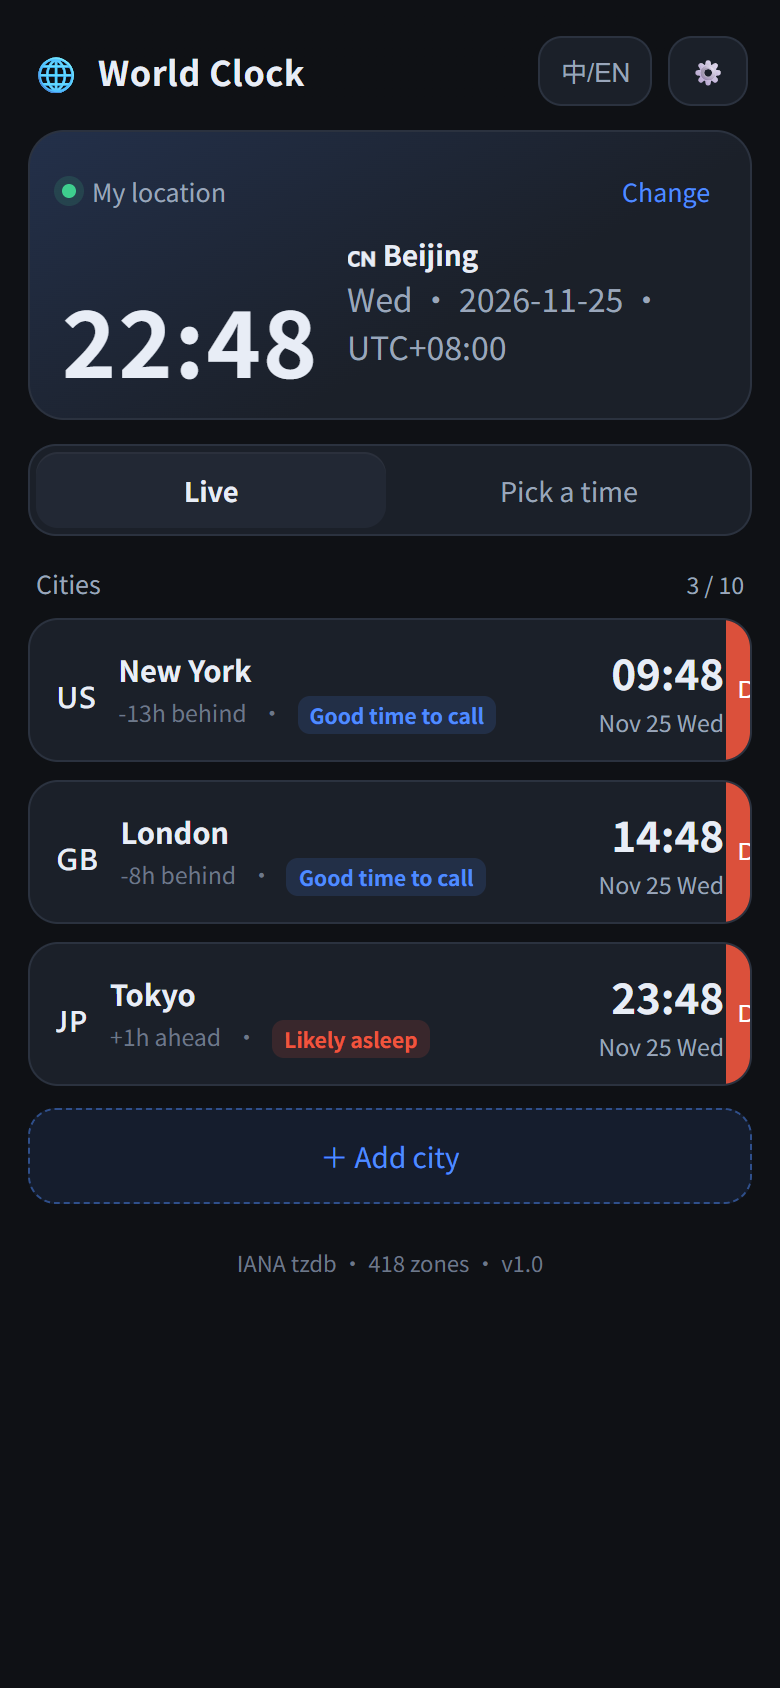 World Clock
中/EN
My location
Change
CN Beijing
Wed • 2026-11-25 •
UTC+08:00
22:48
Live
Pick a time
Cities
3 / 10
US
New York
-13h behind • Good time to call
09:48
Nov 25 Wed
GB
London
-8h behind • Good time to call
14:48
Nov 25 Wed
JP
Tokyo
+1h ahead • Likely asleep
23:48
Nov 25 Wed
+ Add city
IANA tzdb • 418 zones • v1.0